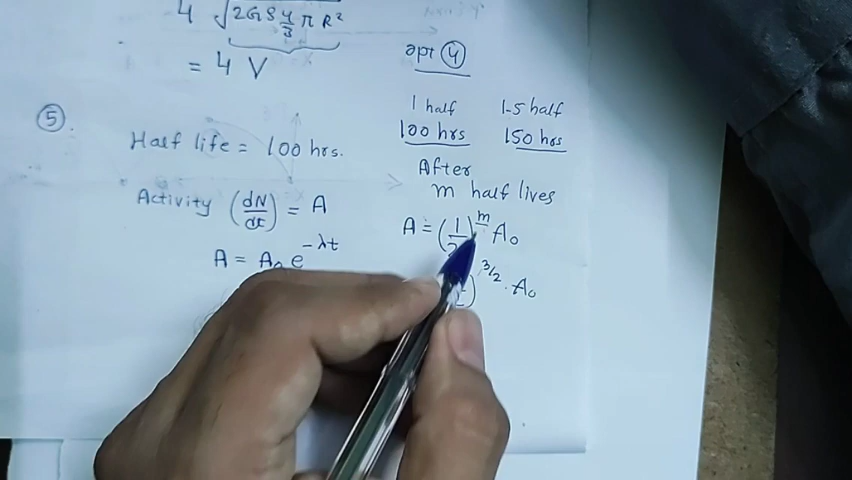 4 √2GS 4/3 π R²
= 4 V
opt ④
⑤
Half life = 100 hrs.
Activity (dN/dt) = A
A = A₀ e^-λt
1 half 1.5 half
100 hrs 150 hrs
After
m half lives
A = (1/2)^m A₀
3/2 . A₀